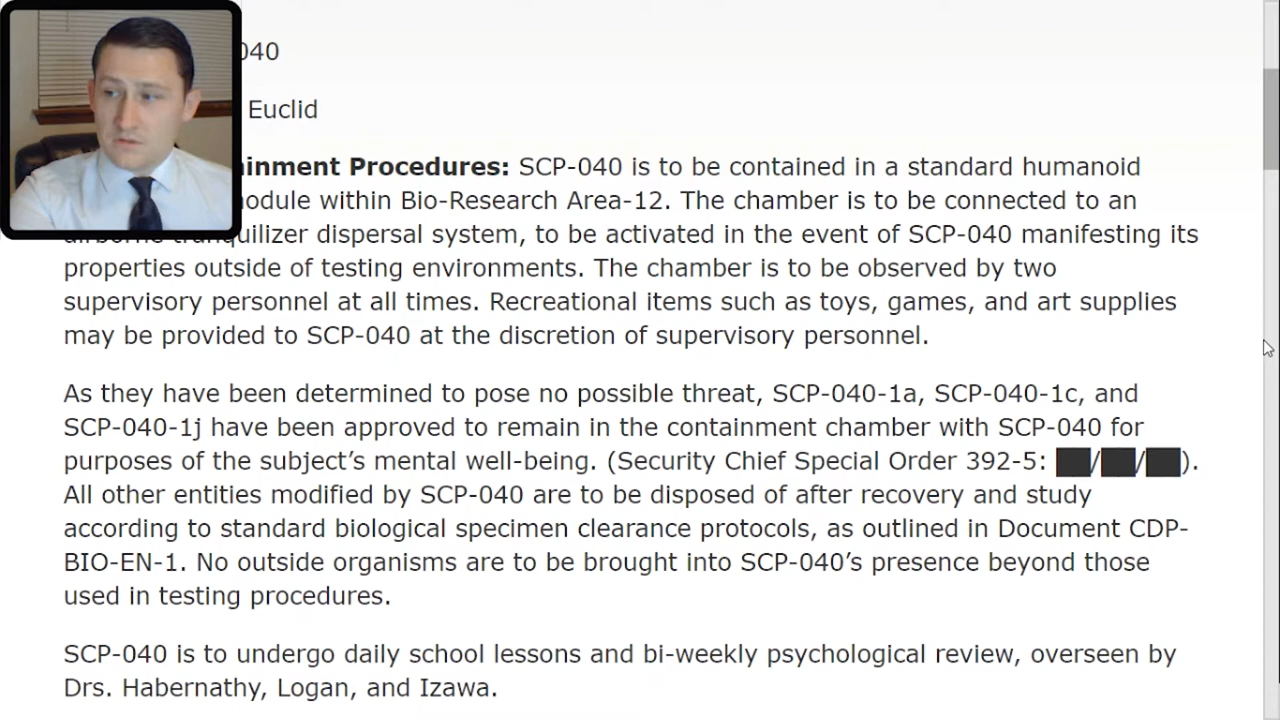 040
Euclid
ainment Procedures: SCP-040 is to be contained in a standard humanoid
module within Bio-Research Area-12. The chamber is to be connected to an
airborne tranquilizer dispersal system, to be activated in the event of SCP-040 manifesting its
properties outside of testing environments. The chamber is to be observed by two
supervisory personnel at all times. Recreational items such as toys, games, and art supplies
may be provided to SCP-040 at the discretion of supervisory personnel.
As they have been determined to pose no possible threat, SCP-040-1a, SCP-040-1c, and
SCP-040-1j have been approved to remain in the containment chamber with SCP-040 for
purposes of the subject’s mental well-being. (Security Chief Special Order 392-5: ██/██/██).
All other entities modified by SCP-040 are to be disposed of after recovery and study
according to standard biological specimen clearance protocols, as outlined in Document CDP-
BIO-EN-1. No outside organisms are to be brought into SCP-040’s presence beyond those
used in testing procedures.
SCP-040 is to undergo daily school lessons and bi-weekly psychological review, overseen by
Drs. Habernathy, Logan, and Izawa.